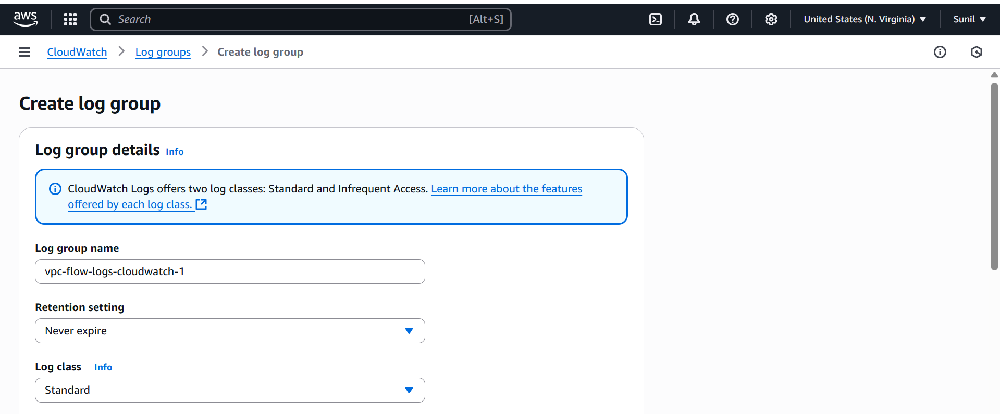 aws
Search [Alt+S]
United States (N. Virginia)
Sunil
CloudWatch > Log groups > Create log group
Create log group
Log group details Info
CloudWatch Logs offers two log classes: Standard and Infrequent Access. Learn more about the features
offered by each log class.
Log group name
vpc-flow-logs-cloudwatch-1
Retention setting
Never expire
Log class Info
Standard